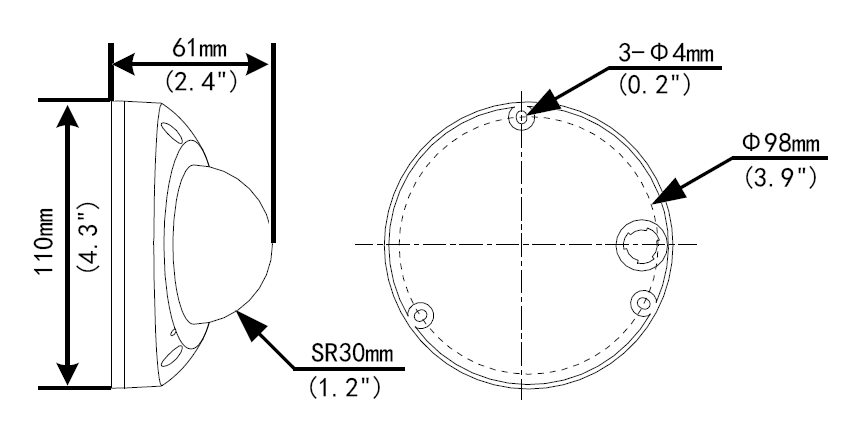 61mm
(2.4")
110mm
(4.3")
SR30mm
(1.2")
3-Φ4mm
(0.2")
Φ98mm
(3.9")